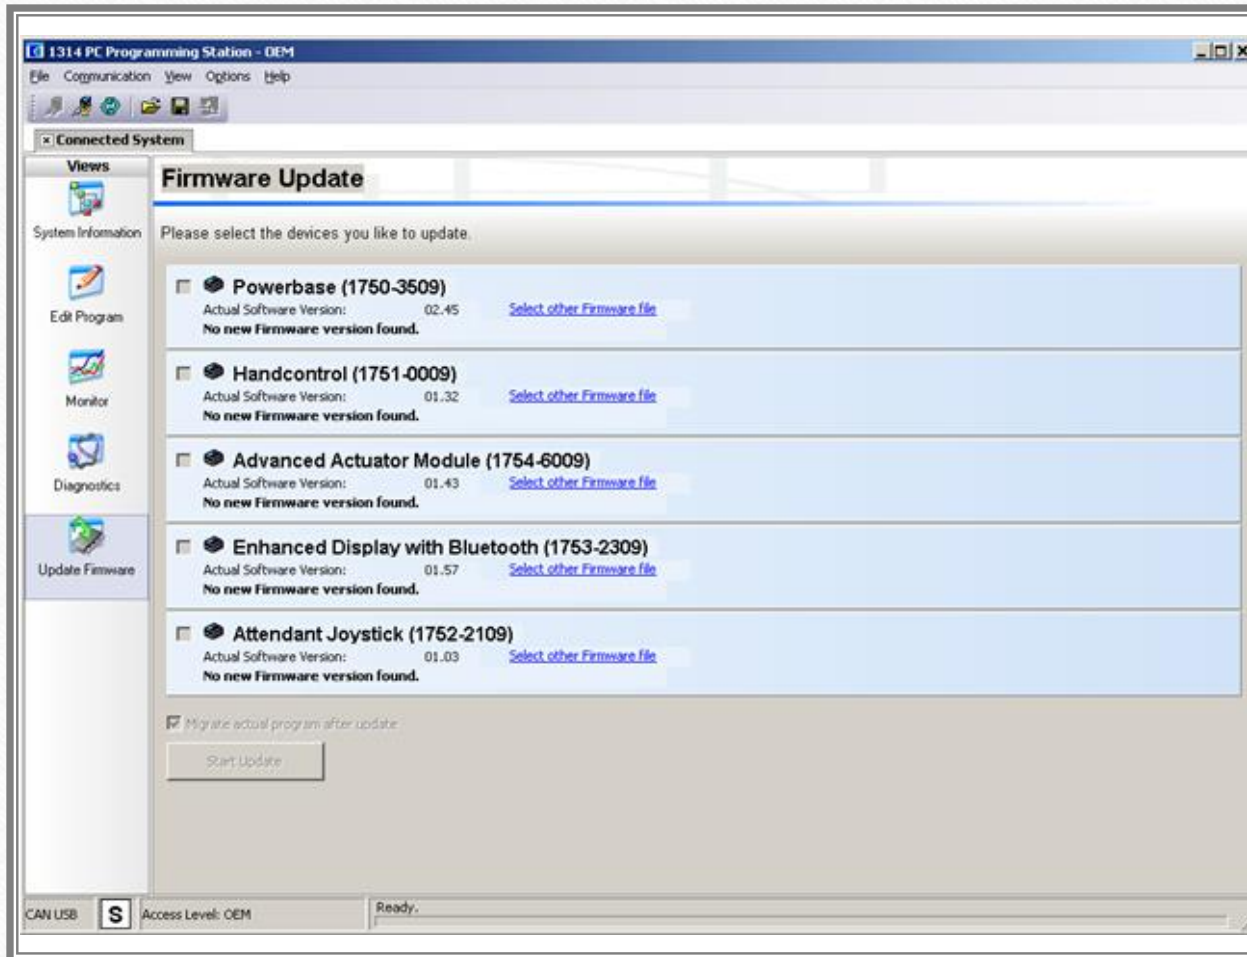 1314 PC Programming Station - OEM
File Communication View Options Help
Connected System
Views
System Information
Edit Program
Monitor
Diagnostics
Update Firmware
Firmware Update
Please select the devices you like to update.
Powerbase (1750-3509)
Actual Software Version: 02.45 Select other Firmware file
No new Firmware version found.
Handcontrol (1751-0009)
Actual Software Version: 01.32 Select other Firmware file
No new Firmware version found.
Advanced Actuator Module (1754-6009)
Actual Software Version: 01.43 Select other Firmware file
No new Firmware version found.
Enhanced Display with Bluetooth (1753-2309)
Actual Software Version: 01.57 Select other Firmware file
No new Firmware version found.
Attendant Joystick (1752-2109)
Actual Software Version: 01.03 Select other Firmware file
No new Firmware version found.
Migrate actual program after update
Start Update
CAN USB S Access Level: OEM Ready.